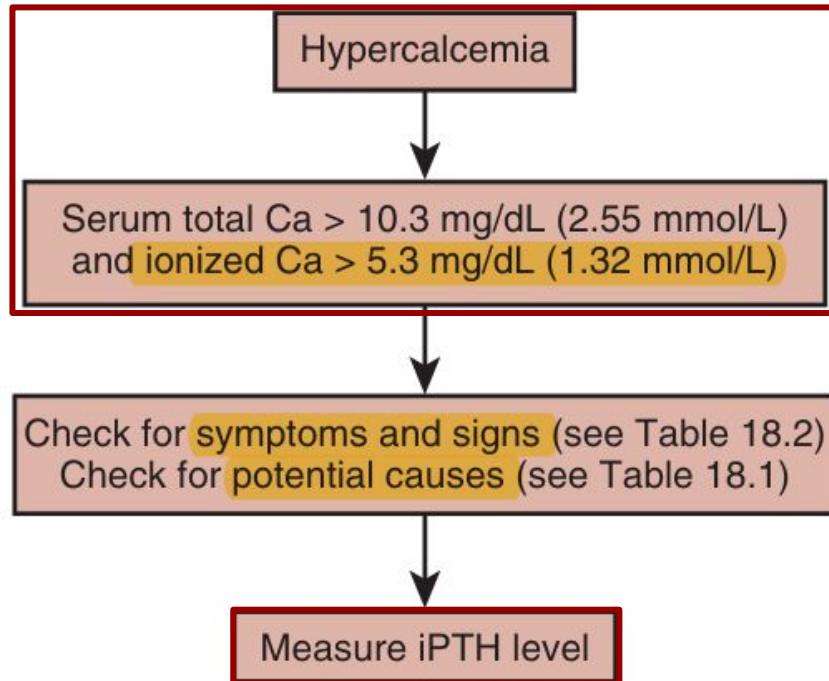 Hypercalcemia
Serum total Ca > 10.3 mg/dL (2.55 mmol/L)
and ionized Ca > 5.3 mg/dL (1.32 mmol/L)
Check for symptoms and signs (see Table 18.2)
Check for potential causes (see Table 18.1)
Measure iPTH level